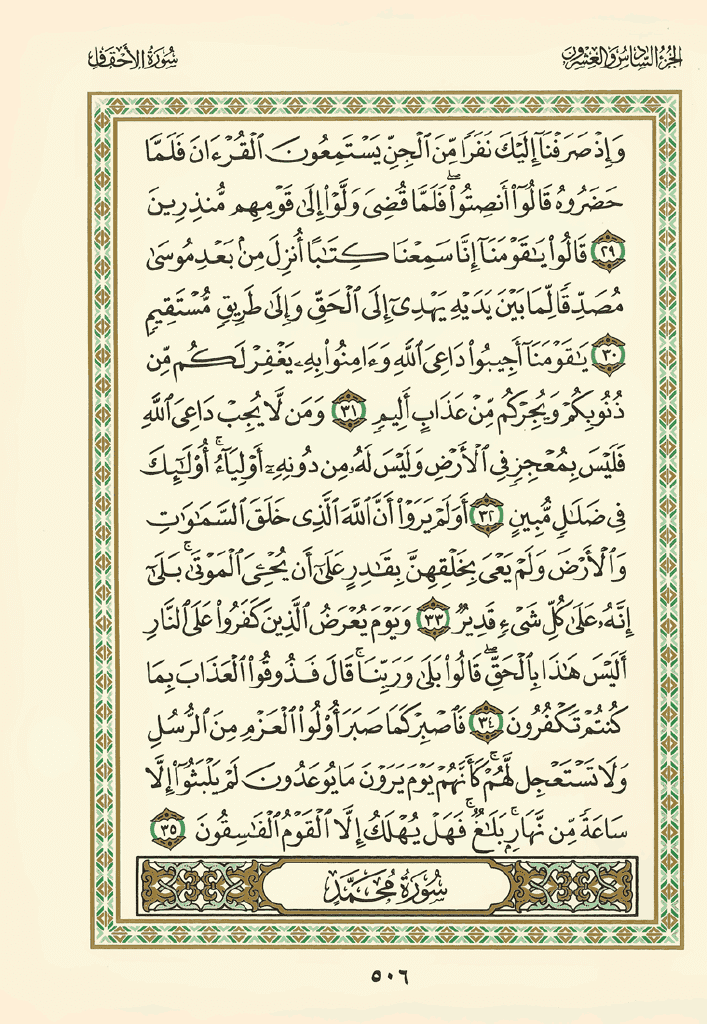 الجزء السادس والعشرون
سورة الأحقاف
وَإِذْ صَرَفْنَآ إِلَيْكَ نَفَرًا مِّنَ ٱلْجِنِّ يَسْتَمِعُونَ ٱلْقُرْءَانَ فَلَمَّا
حَضَرُوهُ قَالُوٓا۟ أَنصِتُوا۟ ۖ فَلَمَّا قُضِىَ وَلَّوْا۟ إِلَىٰ قَوْمِهِم مُّنذِرِينَ
٢٩ قَالُوا۟ يَٰقَوْمَنَآ إِنَّا سَمِعْنَا كِتَٰبًا أُنزِلَ مِنۢ بَعْدِ مُوسَىٰ
مُصَدِّقًا لِّمَا بَيْنَ يَدَيْهِ يَهْدِىٓ إِلَى ٱلْحَقِّ وَإِلَىٰ طَرِيقٍ مُّسْتَقِيمٍ
٣٠ يَٰقَوْمَنَآ أَجِيبُوا۟ دَاعِىَ ٱللَّهِ وَءَامِنُوا۟ بِهِۦ يَغْفِرْ لَكُم مِّن
ذُنُوبِكُمْ وَيُجِرْكُم مِّنْ عَذَابٍ أَلِيمٍ ٣١ وَمَن لَّا يُجِبْ دَاعِىَ ٱللَّهِ
فَلَيْسَ بِمُعْجِزٍ فِى ٱلْأَرْضِ وَلَيْسَ لَهُۥ مِن دُونِهِۦٓ أَوْلِيَآءُ ۚ أُو۟لَٰٓئِكَ
فِى ضَلَٰلٍ مُّبِينٍ ٣٢ أَوَلَمْ يَرَوْا۟ أَنَّ ٱللَّهَ ٱلَّذِى خَلَقَ ٱلسَّمَٰوَٰتِ
وَٱلْأَرْضَ وَلَمْ يَعْىَ بِخَلْقِهِنَّ بِقَٰدِرٍ عَلَىٰٓ أَن يُحْۦِىَ ٱلْمَوْتَىٰ ۚ بَلَىٰٓ
إِنَّهُۥ عَلَىٰ كُلِّ شَىْءٍ قَدِيرٌ ٣٣ وَيَوْمَ يُعْرَضُ ٱلَّذِينَ كَفَرُوا۟ عَلَى ٱلنَّارِ
أَلَيْسَ هَٰذَا بِٱلْحَقِّ ۖ قَالُوا۟ بَلَىٰ وَرَبِّنَا ۚ قَالَ فَذُوقُوا۟ ٱلْعَذَابَ بِمَا
كُنتُمْ تَكْفُرُونَ ٣٤ فَٱصْبِرْ كَمَا صَبَرَ أُو۟لُوا۟ ٱلْعَزْمِ مِنَ ٱلرُّسُلِ
وَلَا تَسْتَعْجِل لَّهُمْ ۚ كَأَنَّهُمْ يَوْمَ يَرَوْنَ مَا يُوعَدُونَ لَمْ يَلْبَثُوٓا۟ إِلَّا
سَاعَةً مِّن نَّهَارٍۭ ۚ بَلَٰغٌ ۚ فَهَلْ يُهْلَكُ إِلَّا ٱلْقَوْمُ ٱلْفَٰسِقُونَ ٣٥
سُورَةُ مُحَمَّدٍ
٥٠٦